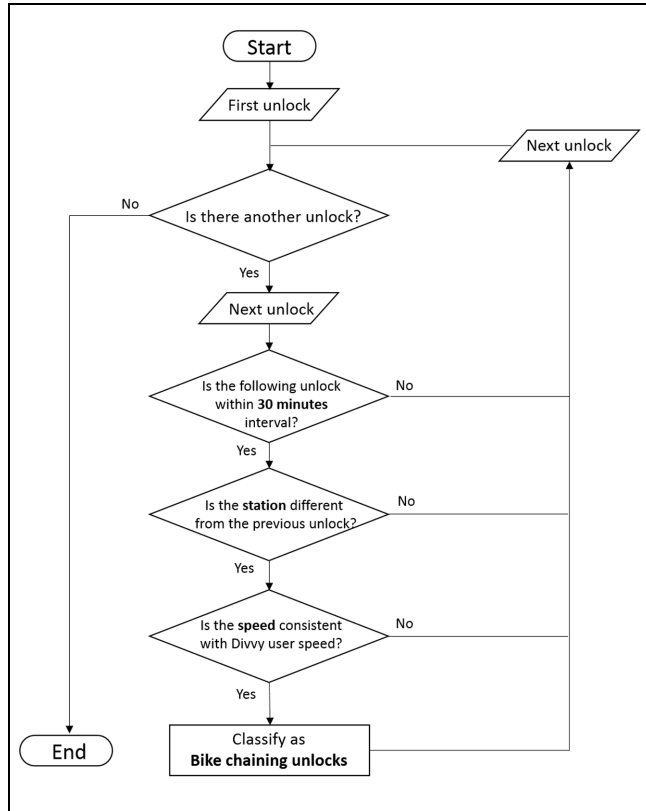 Start
First unlock
Next unlock
Is there another unlock?
No
Yes
Next unlock
Is the following unlock
within 30 minutes
interval?
No
Yes
Is the station different
from the previous unlock?
No
Yes
Is the speed consistent
with Divvy user speed?
No
Yes
Classify as
Bike chaining unlocks
End